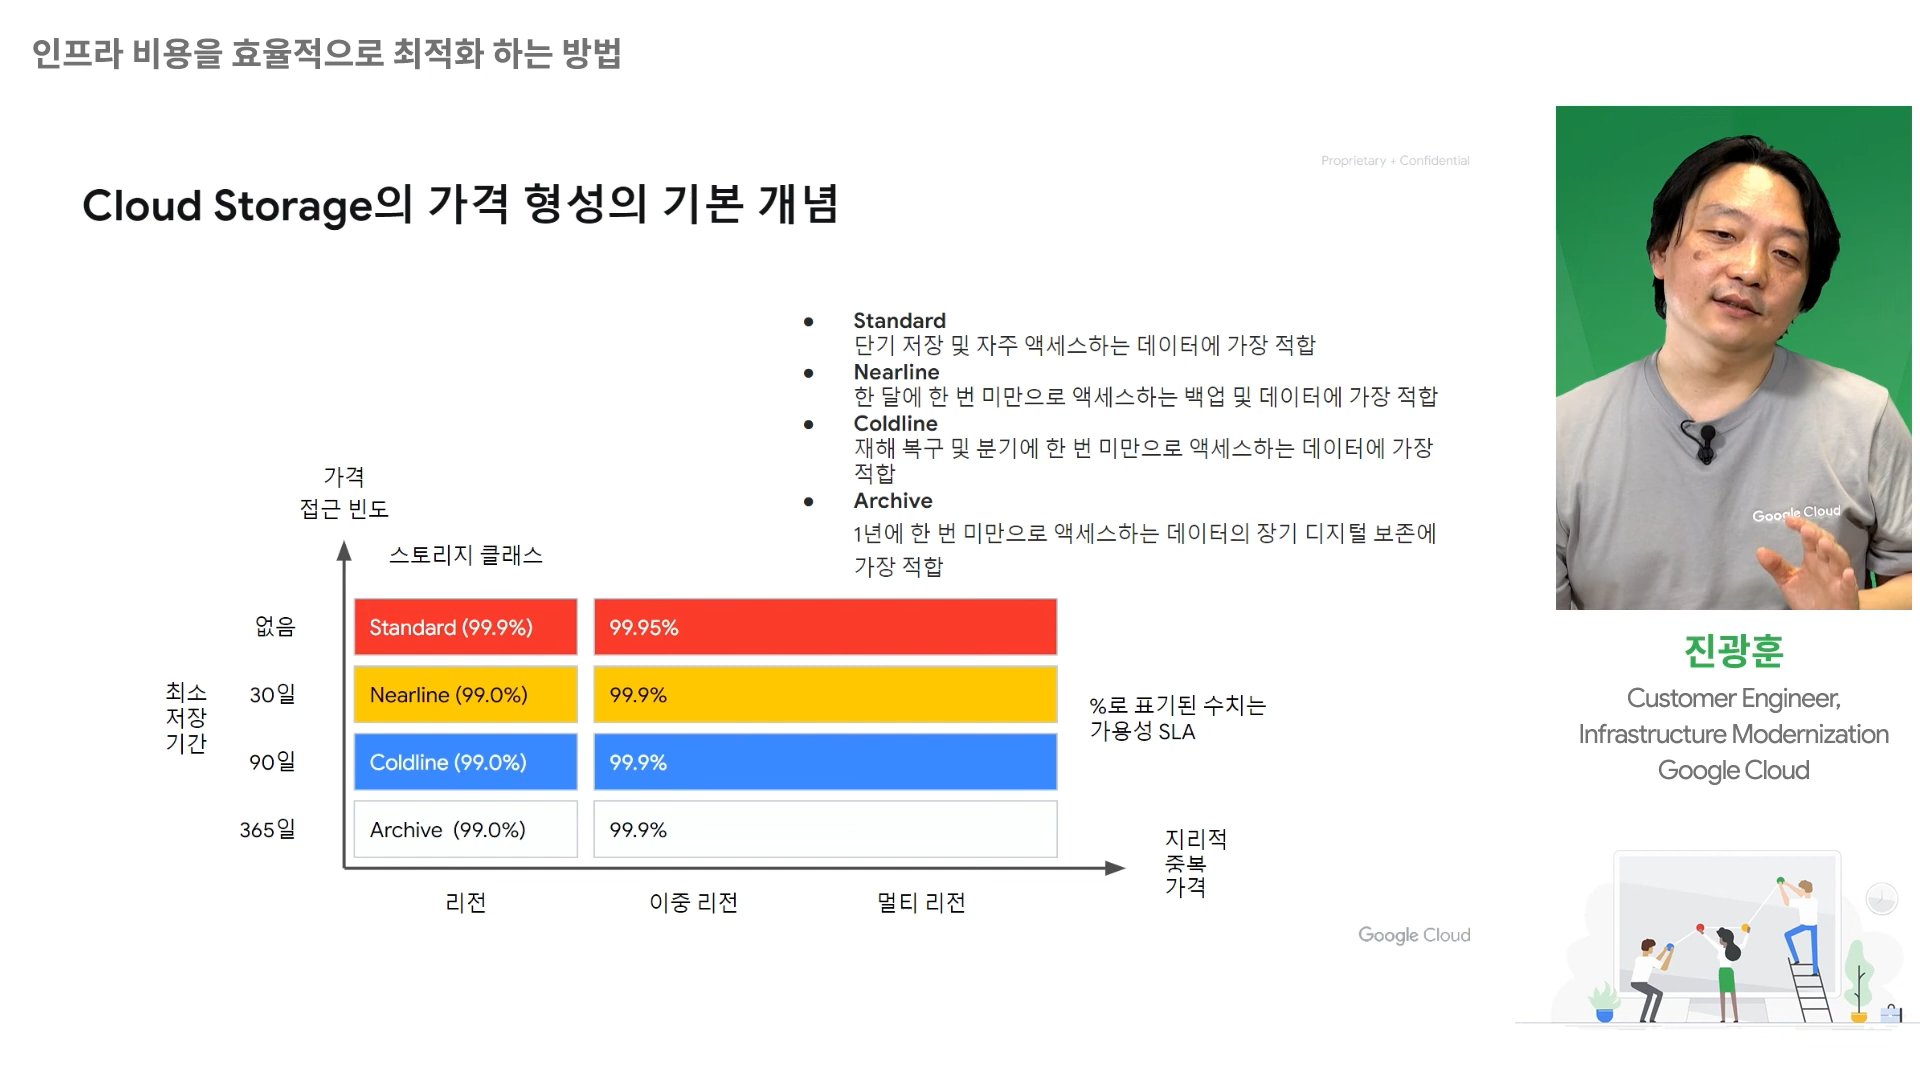 인프라 비용을 효율적으로 최적화 하는 방법
Proprietary + Confidential
Cloud Storage의 가격 형성의 기본 개념
● Standard
단기 저장 및 자주 액세스하는 데이터에 가장 적합
● Nearline
한 달에 한 번 미만으로 액세스하는 백업 및 데이터에 가장 적합
● Coldline
재해 복구 및 분기에 한 번 미만으로 액세스하는 데이터에 가장
적합
● Archive
1년에 한 번 미만으로 액세스하는 데이터의 장기 디지털 보존에
가장 적합
가격
접근 빈도
스토리지 클래스
없음
Standard (99.9%)
99.95%
최소
저장
기간
30일
Nearline (99.0%)
99.9%
%로 표기된 수치는
가용성 SLA
90일
Coldline (99.0%)
99.9%
365일
Archive (99.0%)
99.9%
지리적
중복
가격
리전
이중 리전
멀티 리전
Google Cloud
Google Cloud
진광훈
Customer Engineer,
Infrastructure Modernization
Google Cloud